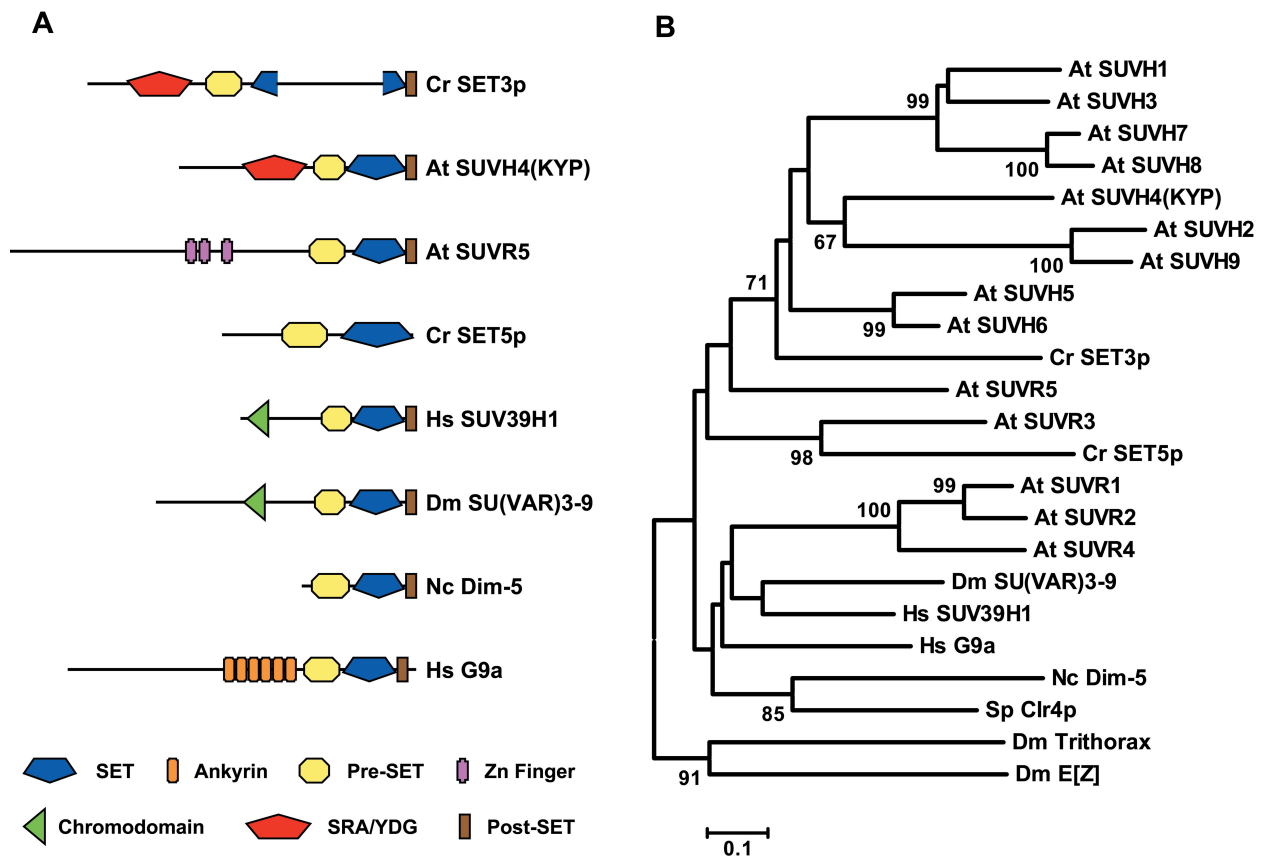 A
Cr SET3p
At SUVH4(KYP)
At SUVR5
Cr SET5p
Hs SUV39H1
Dm SU(VAR)3-9
Nc Dim-5
Hs G9a
SET
Ankyrin
Pre-SET
Zn Finger
Chromodomain
SRA/YDG
Post-SET
B
At SUVH1
99
At SUVH3
At SUVH7
100
At SUVH8
At SUVH4(KYP)
67
At SUVH2
100
At SUVH9
71
At SUVH5
99
At SUVH6
Cr SET3p
At SUVR5
At SUVR3
98
Cr SET5p
99
At SUVR1
100
At SUVR2
At SUVR4
Dm SU(VAR)3-9
Hs SUV39H1
Hs G9a
Nc Dim-5
85
Sp Clr4p
Dm Trithorax
91
Dm E[Z]
0.1